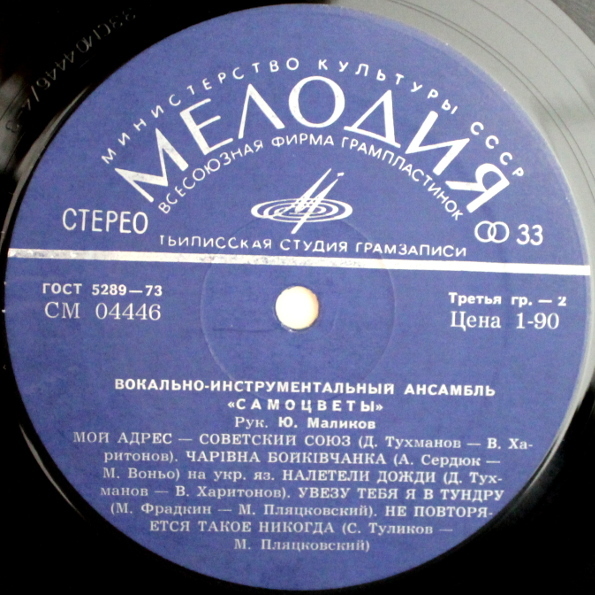 МИНИСТЕРСТВО КУЛЬТУРЫ СССР
МЕЛОДИЯ
ВСЕСОЮЗНАЯ ФИРМА ГРАМПЛАСТИНОК
СТЕРЕО
33
ТБИЛИССКАЯ СТУДИЯ ГРАМЗАПИСИ
ГОСТ 5289—73
СМ 04446
Третья гр. — 2
Цена 1-90
ВОКАЛЬНО-ИНСТРУМЕНТАЛЬНЫЙ АНСАМБЛЬ
«САМОЦВЕТЫ»
Рук. Ю. Маликов
МОЙ АДРЕС — СОВЕТСКИЙ СОЮЗ (Д. Тухманов — В. Ха-
ритонов). ЧАРІВНА БОЙКІВЧАНКА (А. Сердюк —
М. Воньо) на укр. яз. НАЛЕТЕЛИ ДОЖДИ (Д. Тух-
манов — В. Харитонов). УВЕЗУ ТЕБЯ Я В ТУНДРУ
(М. Фрадкин — М. Пляцковский). НЕ ПОВТОРЯ-
ЕТСЯ ТАКОЕ НИКОГДА (С. Туликов —
М. Пляцковский)